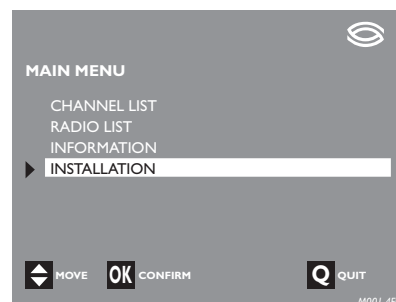 MAIN MENU
CHANNEL LIST
RADIO LIST
INFORMATION
INSTALLATION
MOVE OK CONFIRM Q QUIT